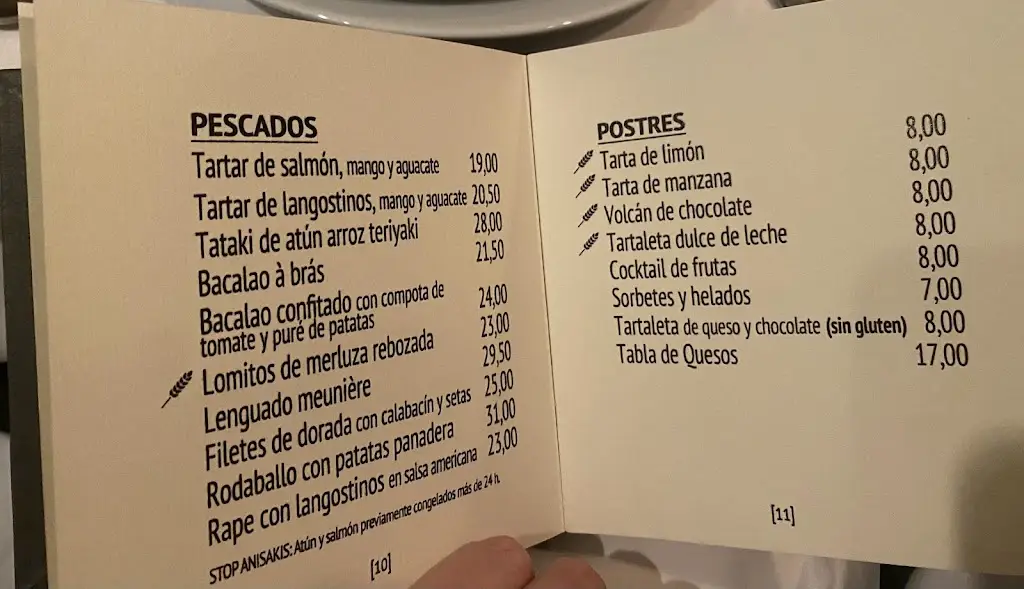 PESCADOS
Tartar de salmón, mango y aguacate 19,00
Tartar de langostinos, mango y aguacate 20,50
Tataki de atún arroz teriyaki 28,00
Bacalao à brás 21,50
Bacalao confitado con compota de
tomate y puré de patatas 24,00
Lomitos de merluza rebozada 23,00
Lenguado meunière 29,50
Filetes de dorada con calabacín y setas 25,00
Rodaballo con patatas panadera 31,00
Rape con langostinos en salsa americana 23,00
STOP ANISAKIS: Atún y salmón previamente congelados más de 24 h.
[10]
POSTRES
Tarta de limón 8,00
Tarta de manzana 8,00
Volcán de chocolate 8,00
Tartaleta dulce de leche 8,00
Cocktail de frutas 8,00
Sorbetes y helados 7,00
Tartaleta de queso y chocolate (sin gluten) 8,00
Tabla de Quesos 17,00
[11]